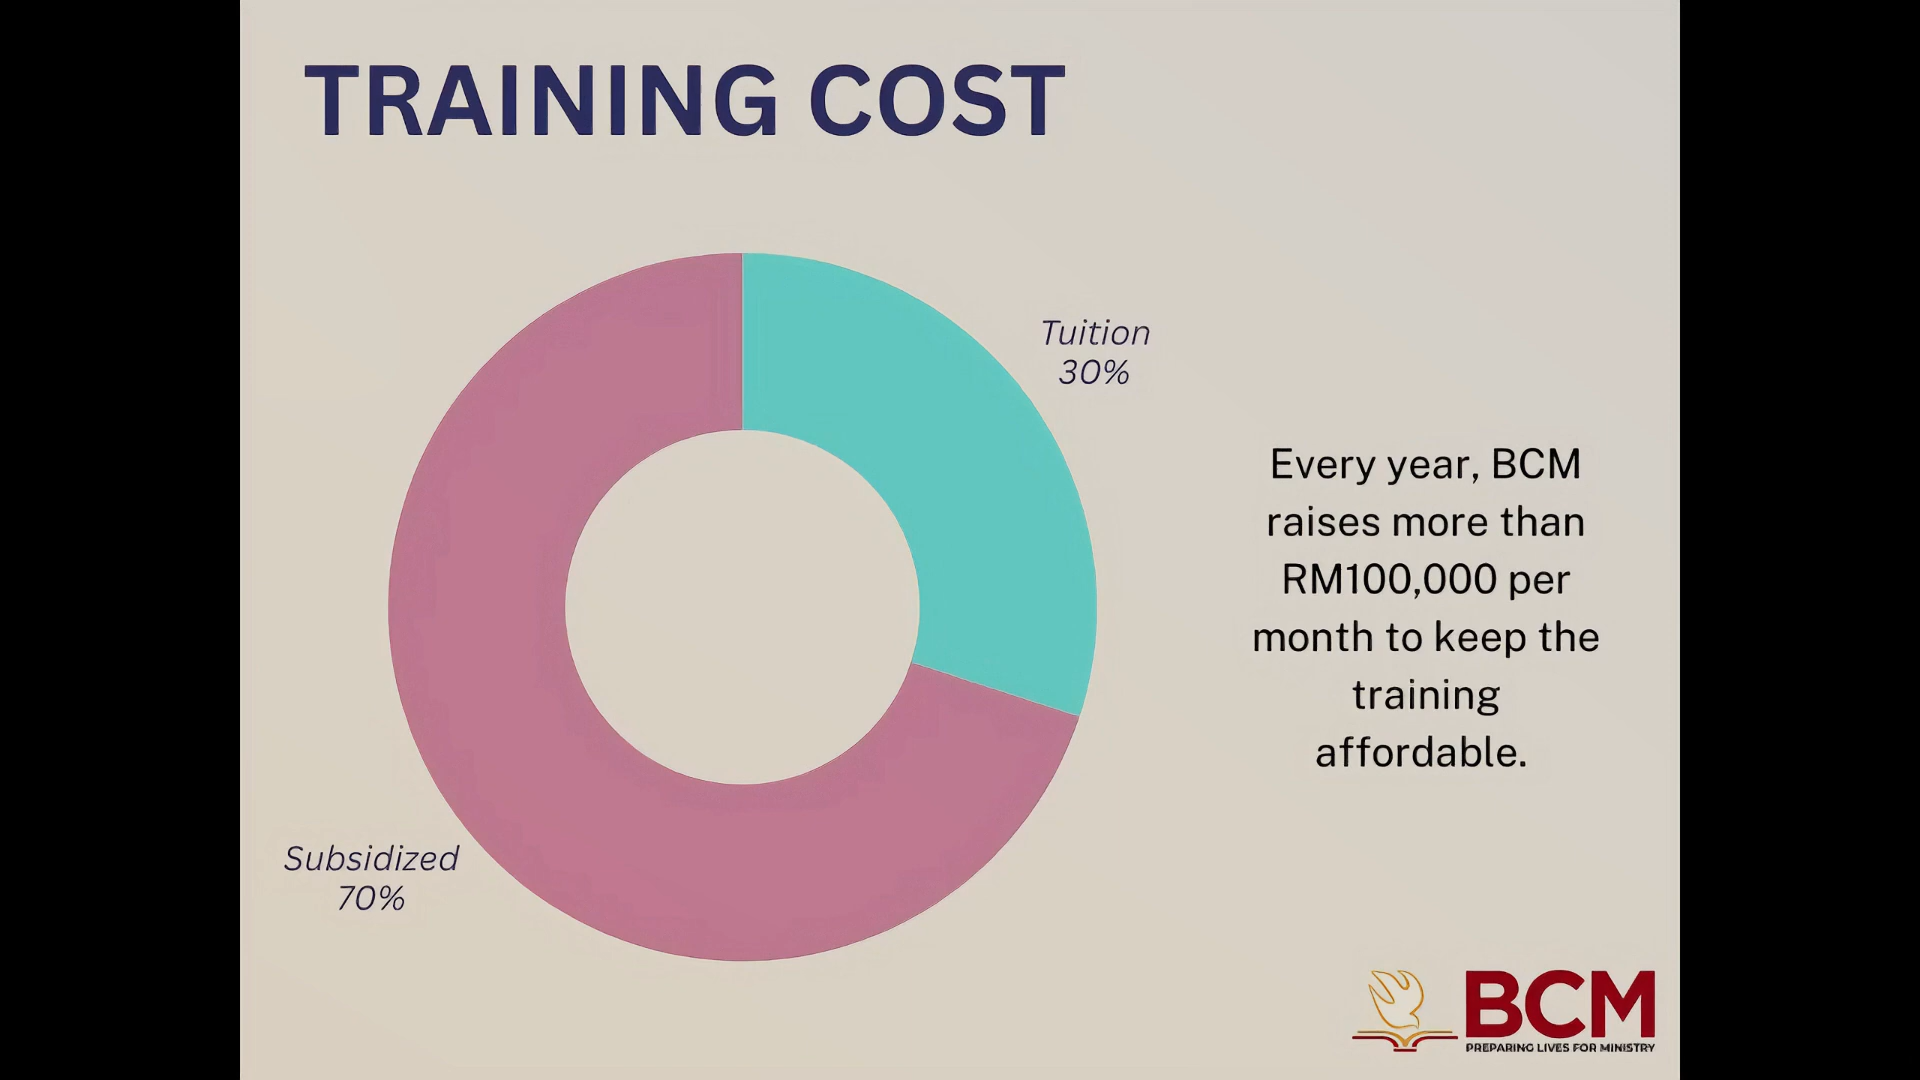 TRAINING COST
Tuition
30%
Every year, BCM
raises more than
RM100,000 per
month to keep the
training
affordable.
Subsidized
70%
BCM
PREPARING LIVES FOR MINISTRY